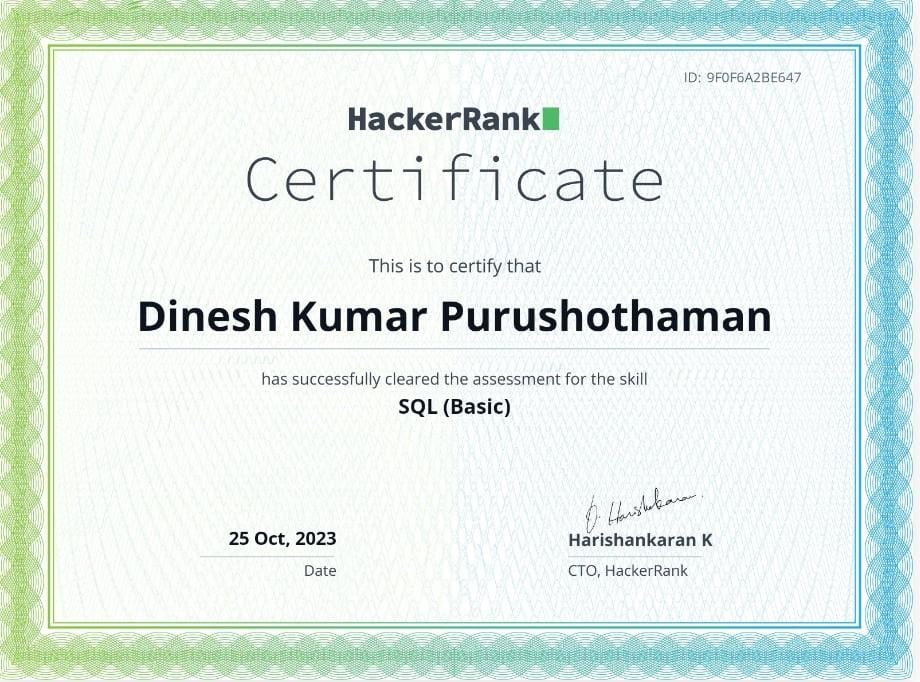 ID: 9F0F6A2BE647
HackerRank
Certificate
This is to certify that
Dinesh Kumar Purushothaman
has successfully cleared the assessment for the skill
SQL (Basic)
25 Oct, 2023
Date
Harishankaran K
CTO, HackerRank